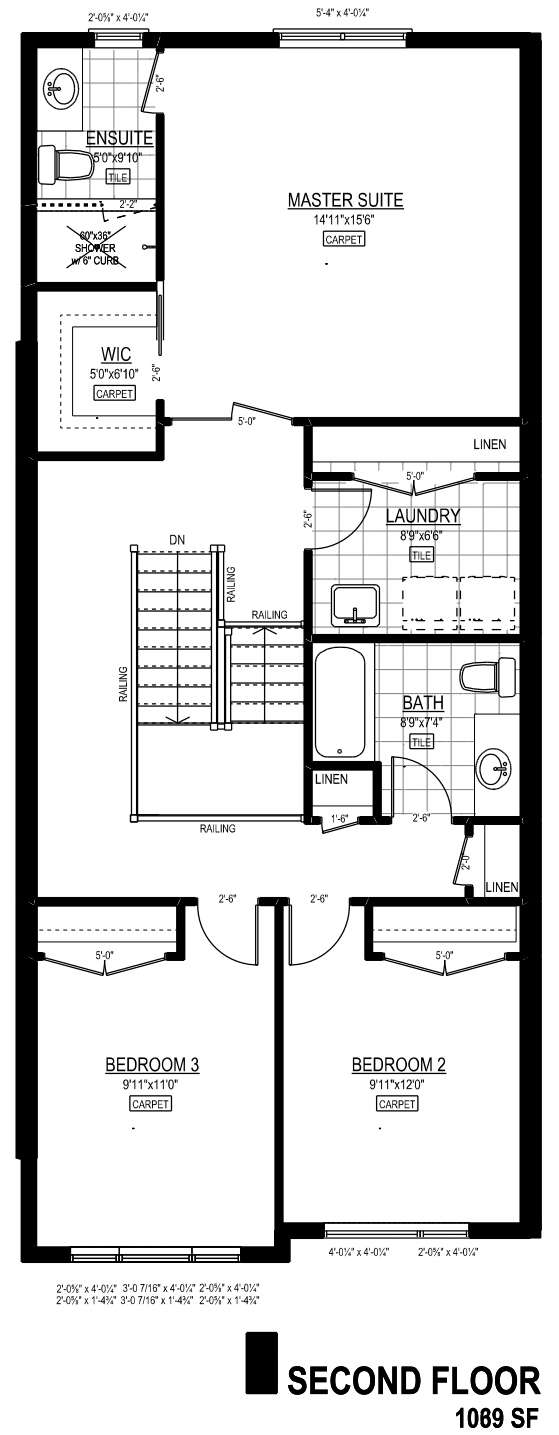 2'-0⅝" x 4'-0¼"
5'-4" x 4'-0¼"
2'-6"
ENSUITE
5'0"x9'10"
TILE
2'-2"
60"x36"
SHOWER
w/ 6" CURB
MASTER SUITE
14'11"x15'6"
CARPET
WIC
5'0"x6'10"
CARPET
2'-6"
5'-0"
LINEN
5'-0"
LAUNDRY
8'9"x6'6"
TILE
2'-6"
DN
RAILING
RAILING
RAILING
RAILING
BATH
8'9"x7'4"
TILE
LINEN
1'-6"
2'-6"
2'-0
LINEN
2'-6"
2'-6"
5'-0"
5'-0"
BEDROOM 3
9'11"x11'0"
CARPET
BEDROOM 2
9'11"x12'0"
CARPET
4'-0¼" x 4'-0¼"
2'-0⅝" x 4'-0¼"
2'-0⅝" x 4'-0¼" 3'-0 7/16" x 4'-0¼" 2'-0⅝" x 4'-0¼"
2'-0⅝" x 1'-4¾" 3'-0 7/16" x 1'-4¾" 2'-0⅝" x 1'-4¾"
SECOND FLOOR
1069 SF